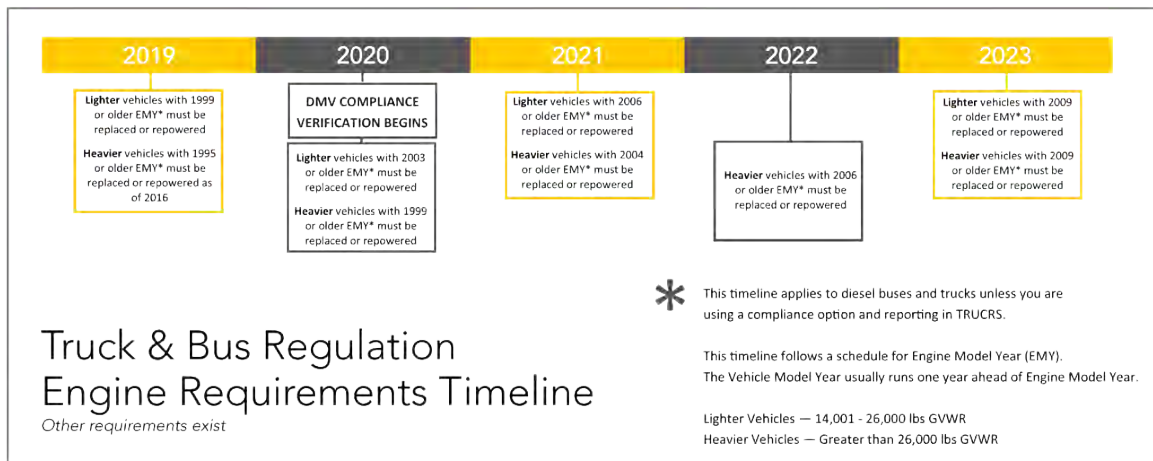 2019
Lighter vehicles with 1999
or older EMY* must be
replaced or repowered
Heavier vehicles with 1995
or older EMY* must be
replaced or repowered as
of 2016
2020
DMV COMPLIANCE
VERIFICATION BEGINS
Lighter vehicles with 2003
or older EMY* must be
replaced or repowered
Heavier vehicles with 1999
or older EMY* must be
replaced or repowered
2021
Lighter vehicles with 2006
or older EMY* must be
replaced or repowered
Heavier vehicles with 2004
or older EMY* must be
replaced or repowered
2022
Heavier vehicles with 2006
or older EMY* must be
replaced or repowered
2023
Lighter vehicles with 2009
or older EMY* must be
replaced or repowered
Heavier vehicles with 2009
or older EMY* must be
replaced or repowered
Truck & Bus Regulation
Engine Requirements Timeline
Other requirements exist
* This timeline applies to diesel buses and trucks unless you are
using a compliance option and reporting in TRUCRS.
This timeline follows a schedule for Engine Model Year (EMY).
The Vehicle Model Year usually runs one year ahead of Engine Model Year.
Lighter Vehicles — 14,001 - 26,000 lbs GVWR
Heavier Vehicles — Greater than 26,000 lbs GVWR